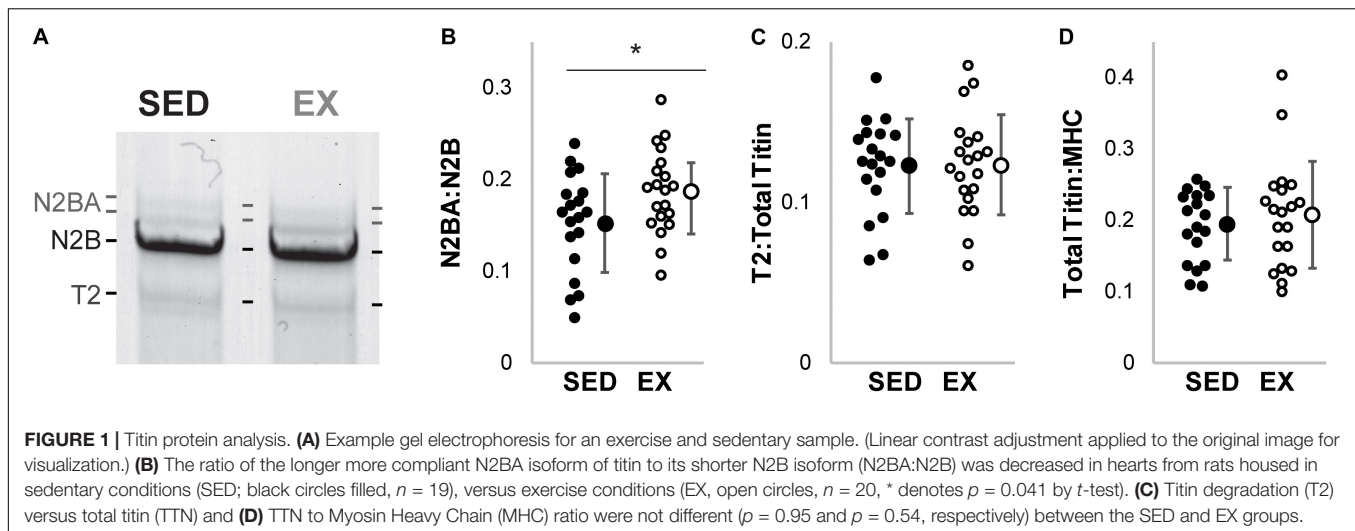 A
SED EX
N2BA
N2B
T2
B
*
N2BA:N2B
0.3
0.2
0.1
0
SED EX
C
T2:Total Titin
0.2
0.1
0
SED EX
D
Total Titin:MHC
0.4
0.3
0.2
0.1
0
SED EX
FIGURE 1 | Titin protein analysis. (A) Example gel electrophoresis for an exercise and sedentary sample. (Linear contrast adjustment applied to the original image for
visualization.) (B) The ratio of the longer more compliant N2BA isoform of titin to its shorter N2B isoform (N2BA:N2B) was decreased in hearts from rats housed in
sedentary conditions (SED; black circles filled, n = 19), versus exercise conditions (EX, open circles, n = 20, * denotes p = 0.041 by t-test). (C) Titin degradation (T2)
versus total titin (TTN) and (D) TTN to Myosin Heavy Chain (MHC) ratio were not different (p = 0.95 and p = 0.54, respectively) between the SED and EX groups.